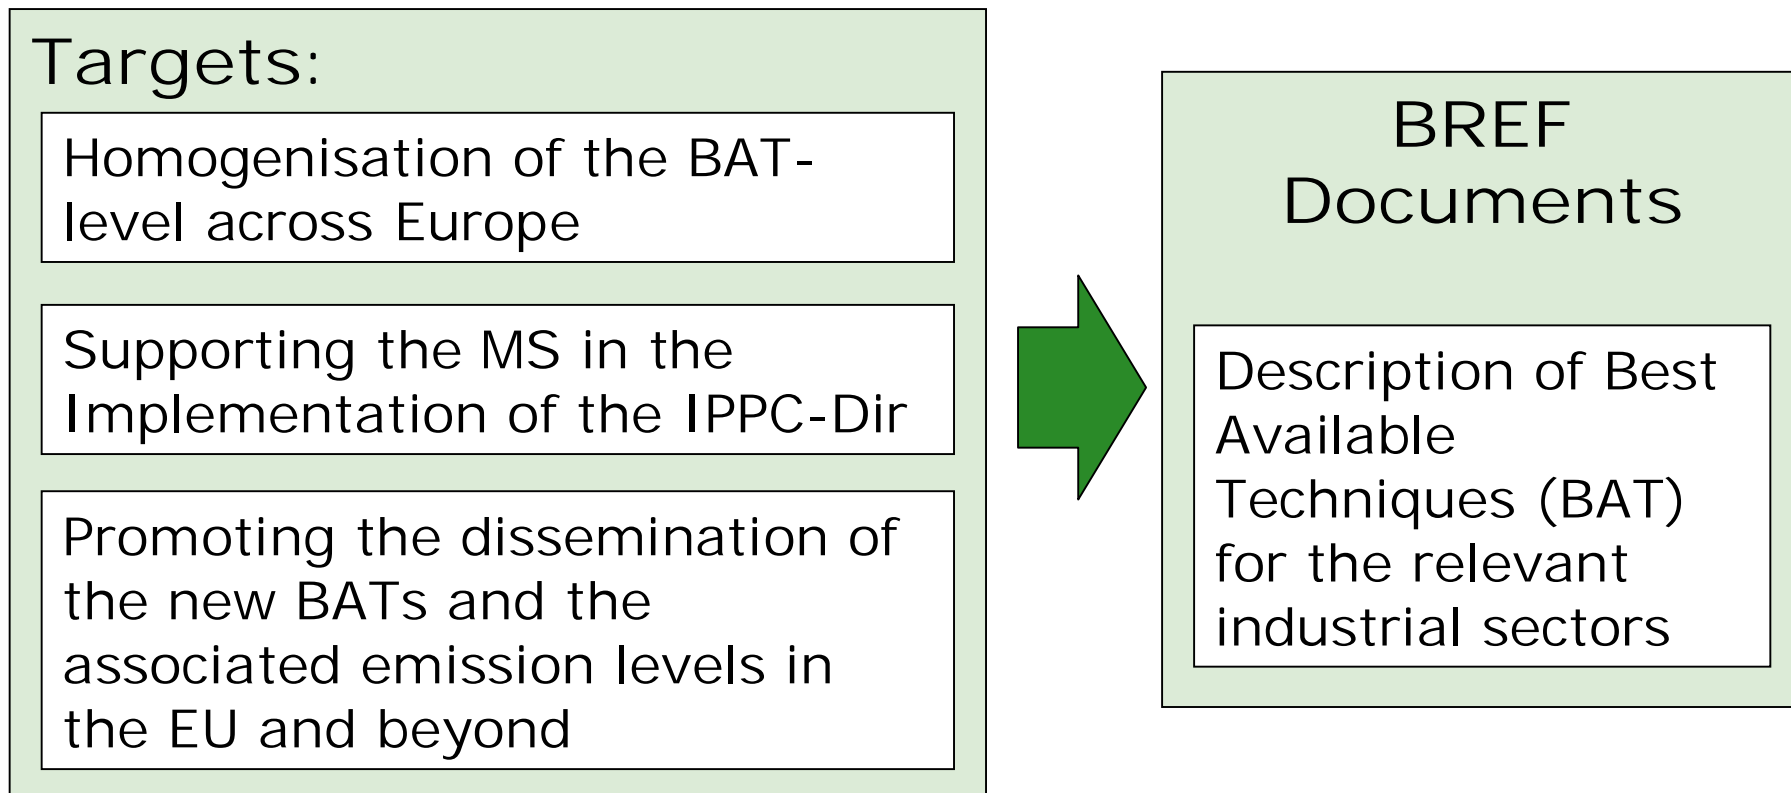 Targets:
Homogenisation of the BAT-
level across Europe
Supporting the MS in the
Implementation of the IPPC-Dir
Promoting the dissemination of
the new BATs and the
associated emission levels in
the EU and beyond
BREF
Documents
Description of Best
Available
Techniques (BAT)
for the relevant
industrial sectors